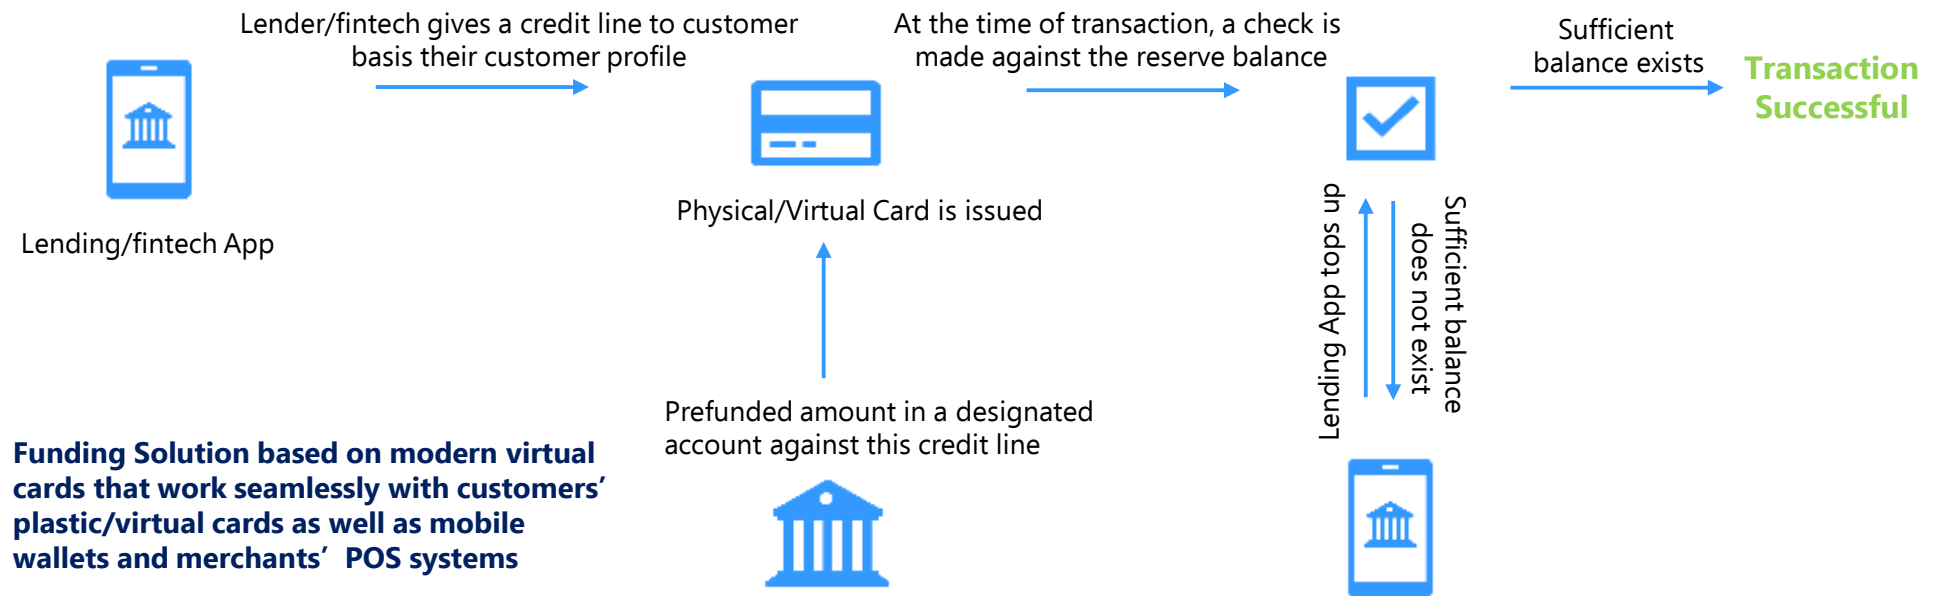 Lender/fintech gives a credit line to customer
basis their customer profile
At the time of transaction, a check is
made against the reserve balance
Sufficient
balance exists
Transaction
Successful
Lending/fintech App
Physical/Virtual Card is issued
Lending App tops up
Sufficient balance
does not exist
Prefunded amount in a designated
account against this credit line
Funding Solution based on modern virtual
cards that work seamlessly with customers’
plastic/virtual cards as well as mobile
wallets and merchants’ POS systems